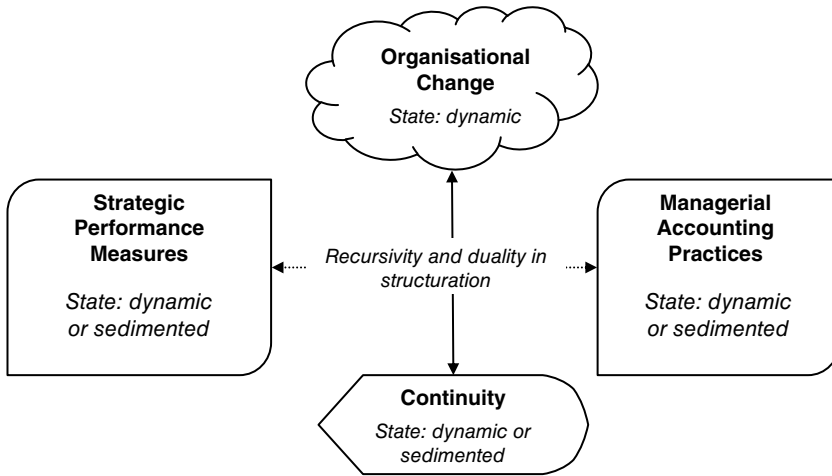 Organisational
Change
State: dynamic
Strategic
Performance
Measures
State: dynamic
or sedimented
Recursivity and duality in
structuration
Managerial
Accounting
Practices
State: dynamic
or sedimented
Continuity
State: dynamic or
sedimented